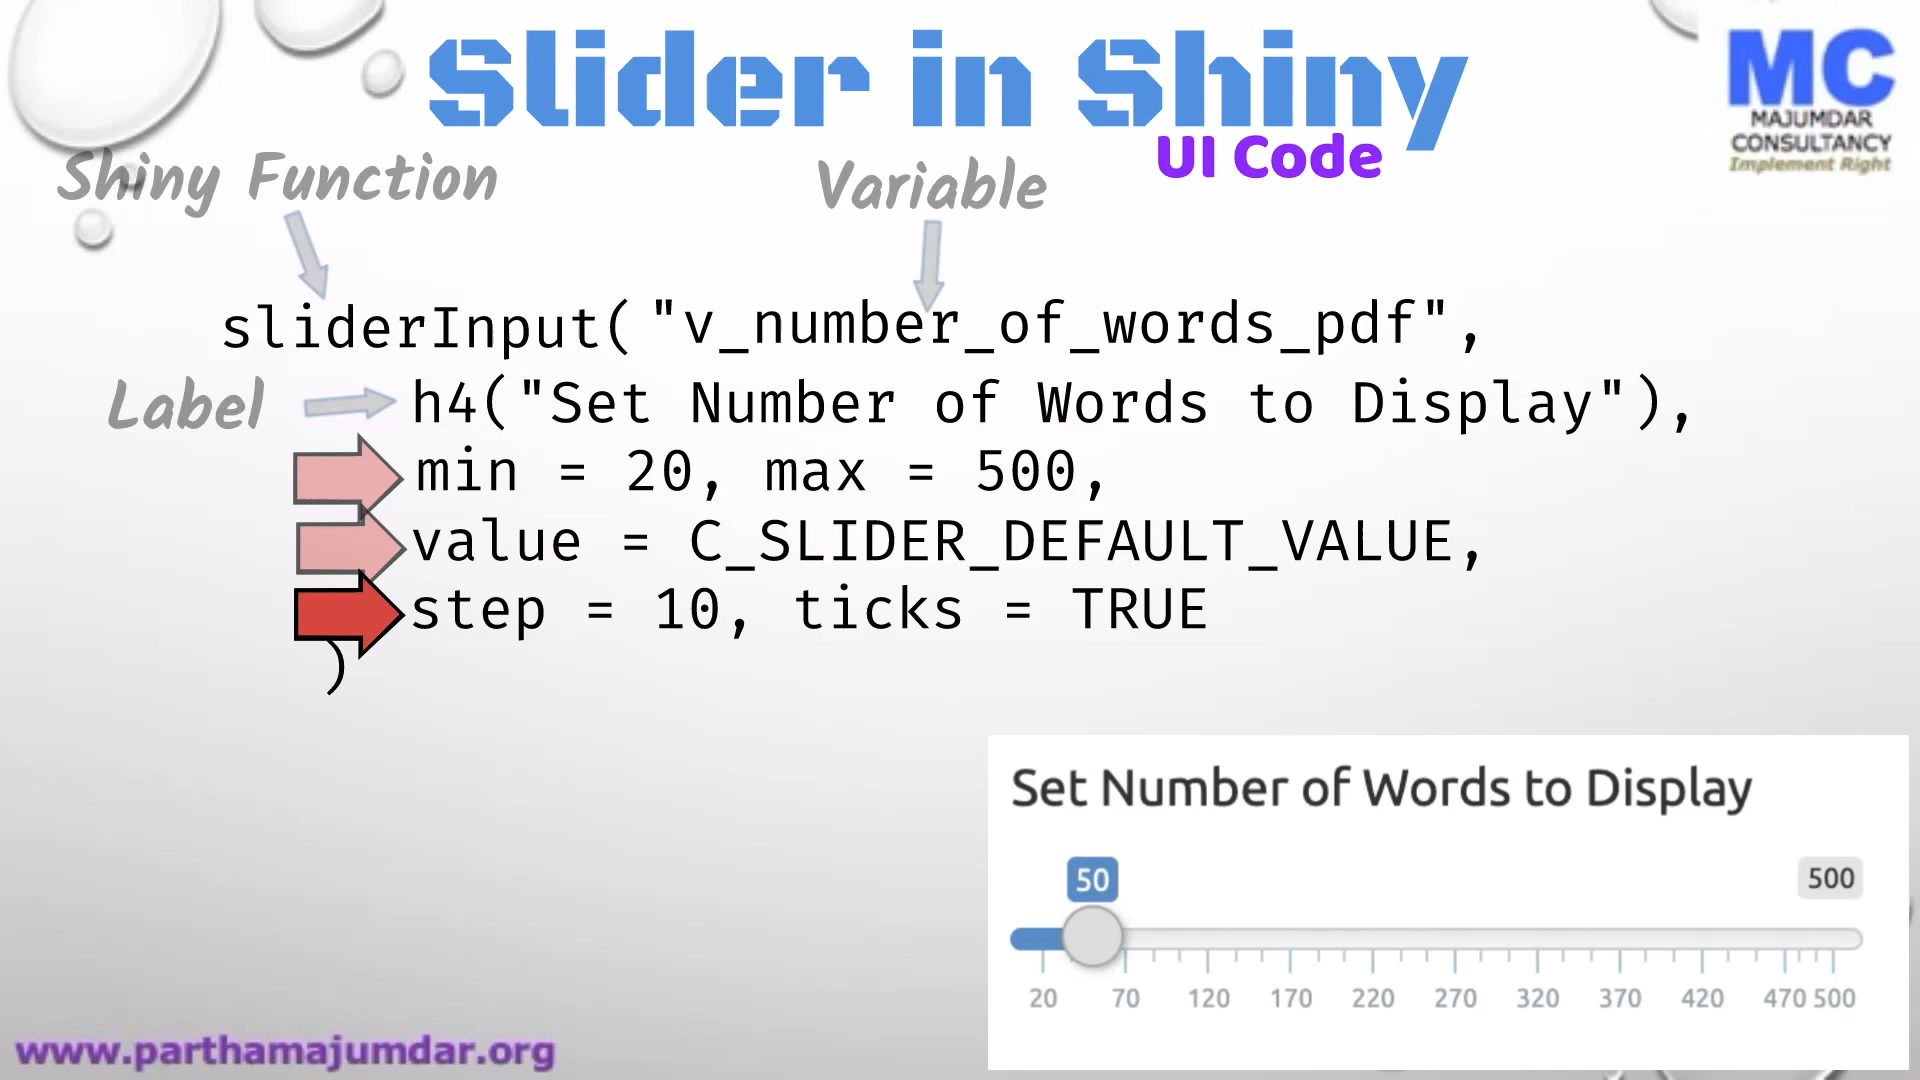 Slider in Shiny
UI Code
MC
MAJUMDAR
CONSULTANCY
Implement Right
Shiny Function
Variable
sliderInput( "v_number_of_words_pdf",
Label
h4("Set Number of Words to Display"),
min = 20, max = 500,
value = C_SLIDER_DEFAULT_VALUE,
step = 10, ticks = TRUE
)
Set Number of Words to Display
50 500
20 70 120 170 220 270 320 370 420 470 500
www.parthamajumdar.org